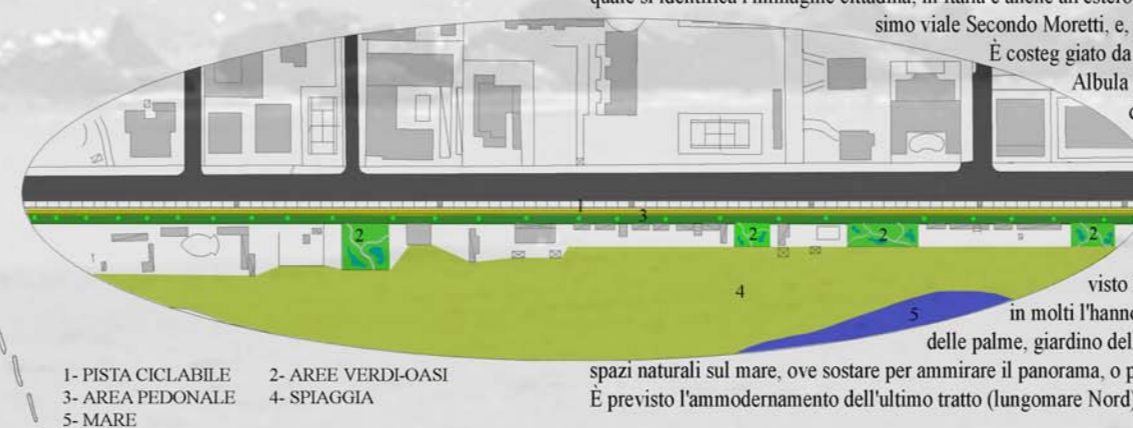 quale si identifica l'immagine cittadina, in Italia e anche all'estero
simo viale Secondo Moretti, e,
È costeg giato da
Albula
1
3
2
2
2
2
4
5
visto
in molti l'hanno
delle palme, giardino del
spazi naturali sul mare, ove sostare per ammirare il panorama, o p
È previsto l'ammodernamento dell'ultimo tratto (lungomare Nord)
1- PISTA CICLABILE 2- AREE VERDI-OASI
3- AREA PEDONALE 4- SPIAGGIA
5- MARE